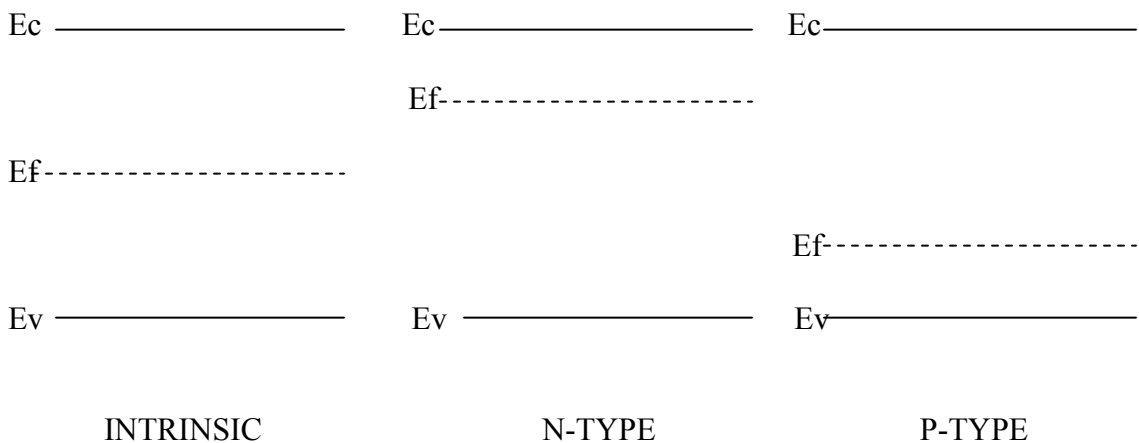 Ec Ec Ec
Ef
Ef
Ef
Ev Ev Ev
INTRINSIC N-TYPE P-TYPE